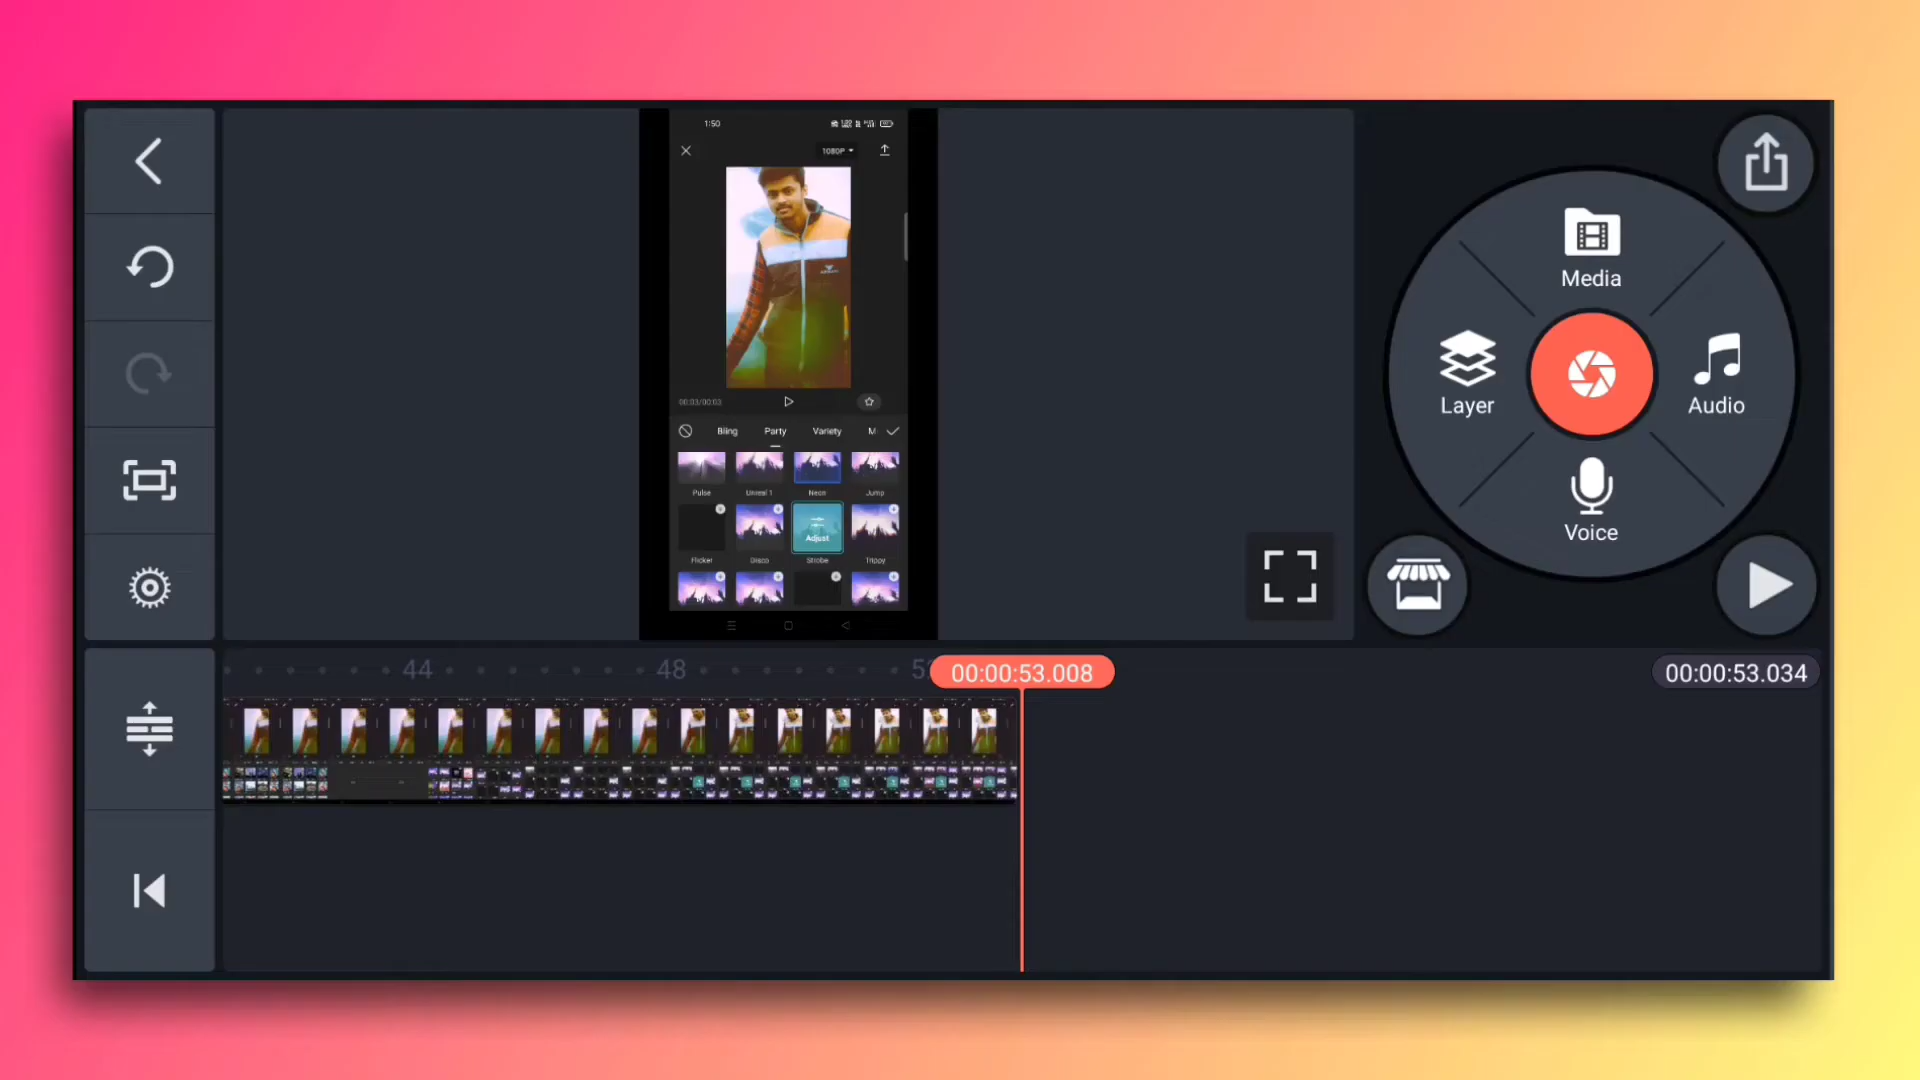 1:50
1080P
Media
Layer
Audio
Voice
00:03/00:03
Bling Party Variety M
Pulse Unreal 1 Neon Jump
Adjust
Flicker Disco Strobe Trippy
44 48 00:00:53.008 00:00:53.034